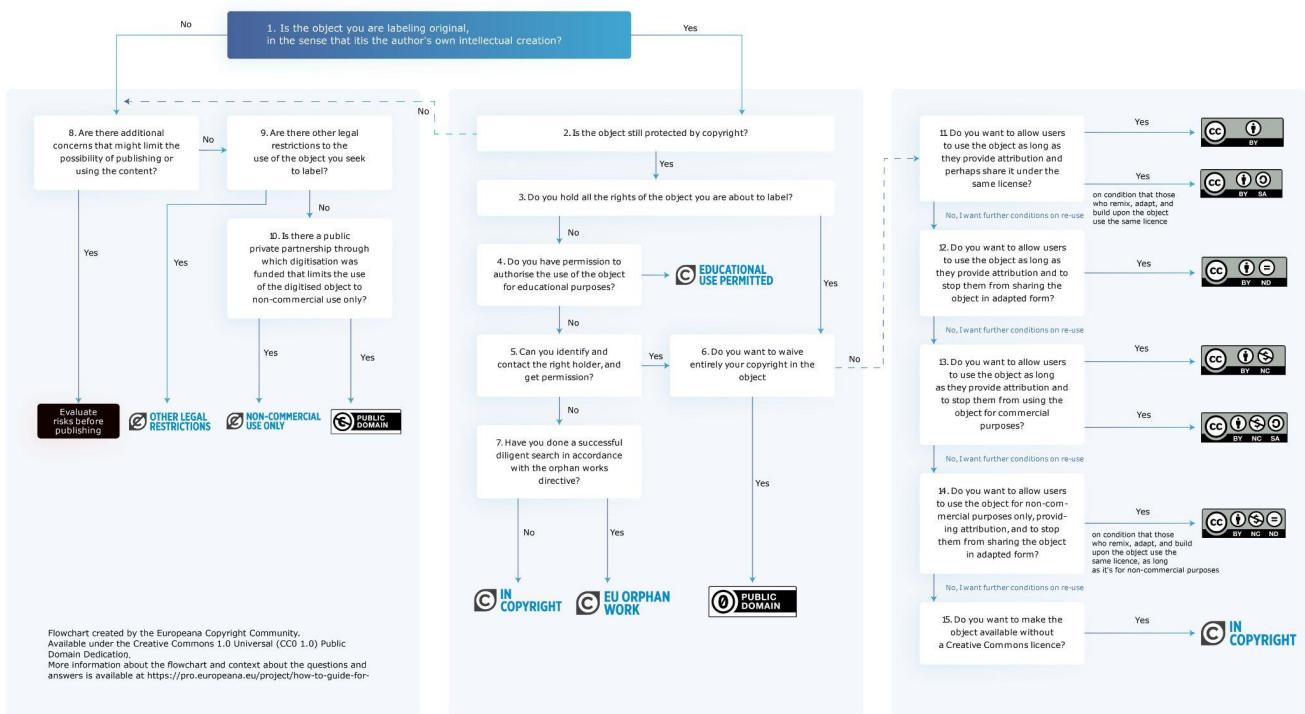 No
1. Is the object you are labeling original,
in the sense that itis the author's own intellectual creation?
Yes
8. Are there additional
concerns that might limit the
possibility of publishing or
using the content?
No
9. Are there other legal
restrictions to the
use of the object you seek
to label?
No
10. Is there a public
private partnership through
which digitisation was
funded that limits the use
of the digitised object to
non-commercial use only?
Yes
Yes
Yes
Yes
Evaluate
risks before
publishing
OTHER LEGAL
RESTRICTIONS
NON-COMMERCIAL
USE ONLY
PUBLIC
DOMAIN
Flowchart created by the Europeana Copyright Community.
Available under the Creative Commons 1.0 Universal (CC0 1.0) Public
Domain Dedication.
More information about the flowchart and context about the questions and
answers is available at https://pro.europeana.eu/project/how-to-guide-for-
No
2. Is the object still protected by copyright?
Yes
3. Do you hold all the rights of the object you are about to label?
No
4. Do you have permission to
authorise the use of the object
for educational purposes?
C EDUCATIONAL
USE PERMITTED
Yes
No
5. Can you identify and
contact the right holder, and
get permission?
Yes
6. Do you want to waive
entirely your copyright in the
object
No
No
7. Have you done a successful
diligent search in accordance
with the orphan works
directive?
Yes
No
Yes
C IN
COPYRIGHT
C EU ORPHAN
WORK
0 PUBLIC
DOMAIN
11. Do you want to allow users
to use the object as long as
they provide attribution and
perhaps share it under the
same license?
Yes
cc
BY
Yes
on condition that those
who remix, adapt, and
build upon the object
use the same licence
cc
BY SA
No, I want further conditions on re-use
12. Do you want to allow users
to use the object as long as
they provide attribution and to
stop them from sharing the
object in adapted form?
Yes
cc
BY ND
No, I want further conditions on re-use
13. Do you want to allow users
to use the object as long
as they provide attribution and
to stop them from using the
object for commercial
purposes?
Yes
cc
BY NC
Yes
cc
BY NC SA
No, I want further conditions on re-use
14. Do you want to allow users
to use the object for non-com-
mercial purposes only, provid-
ing attribution, and to stop
them from sharing the object
in adapted form?
Yes
on condition that those
who remix, adapt, and build
upon the object use the
same licence, as long
as it's for non-commercial purposes
cc
BY NC ND
No, I want further conditions on re-use
15. Do you want to make the
object available without
a Creative Commons licence?
Yes
C IN
COPYRIGHT